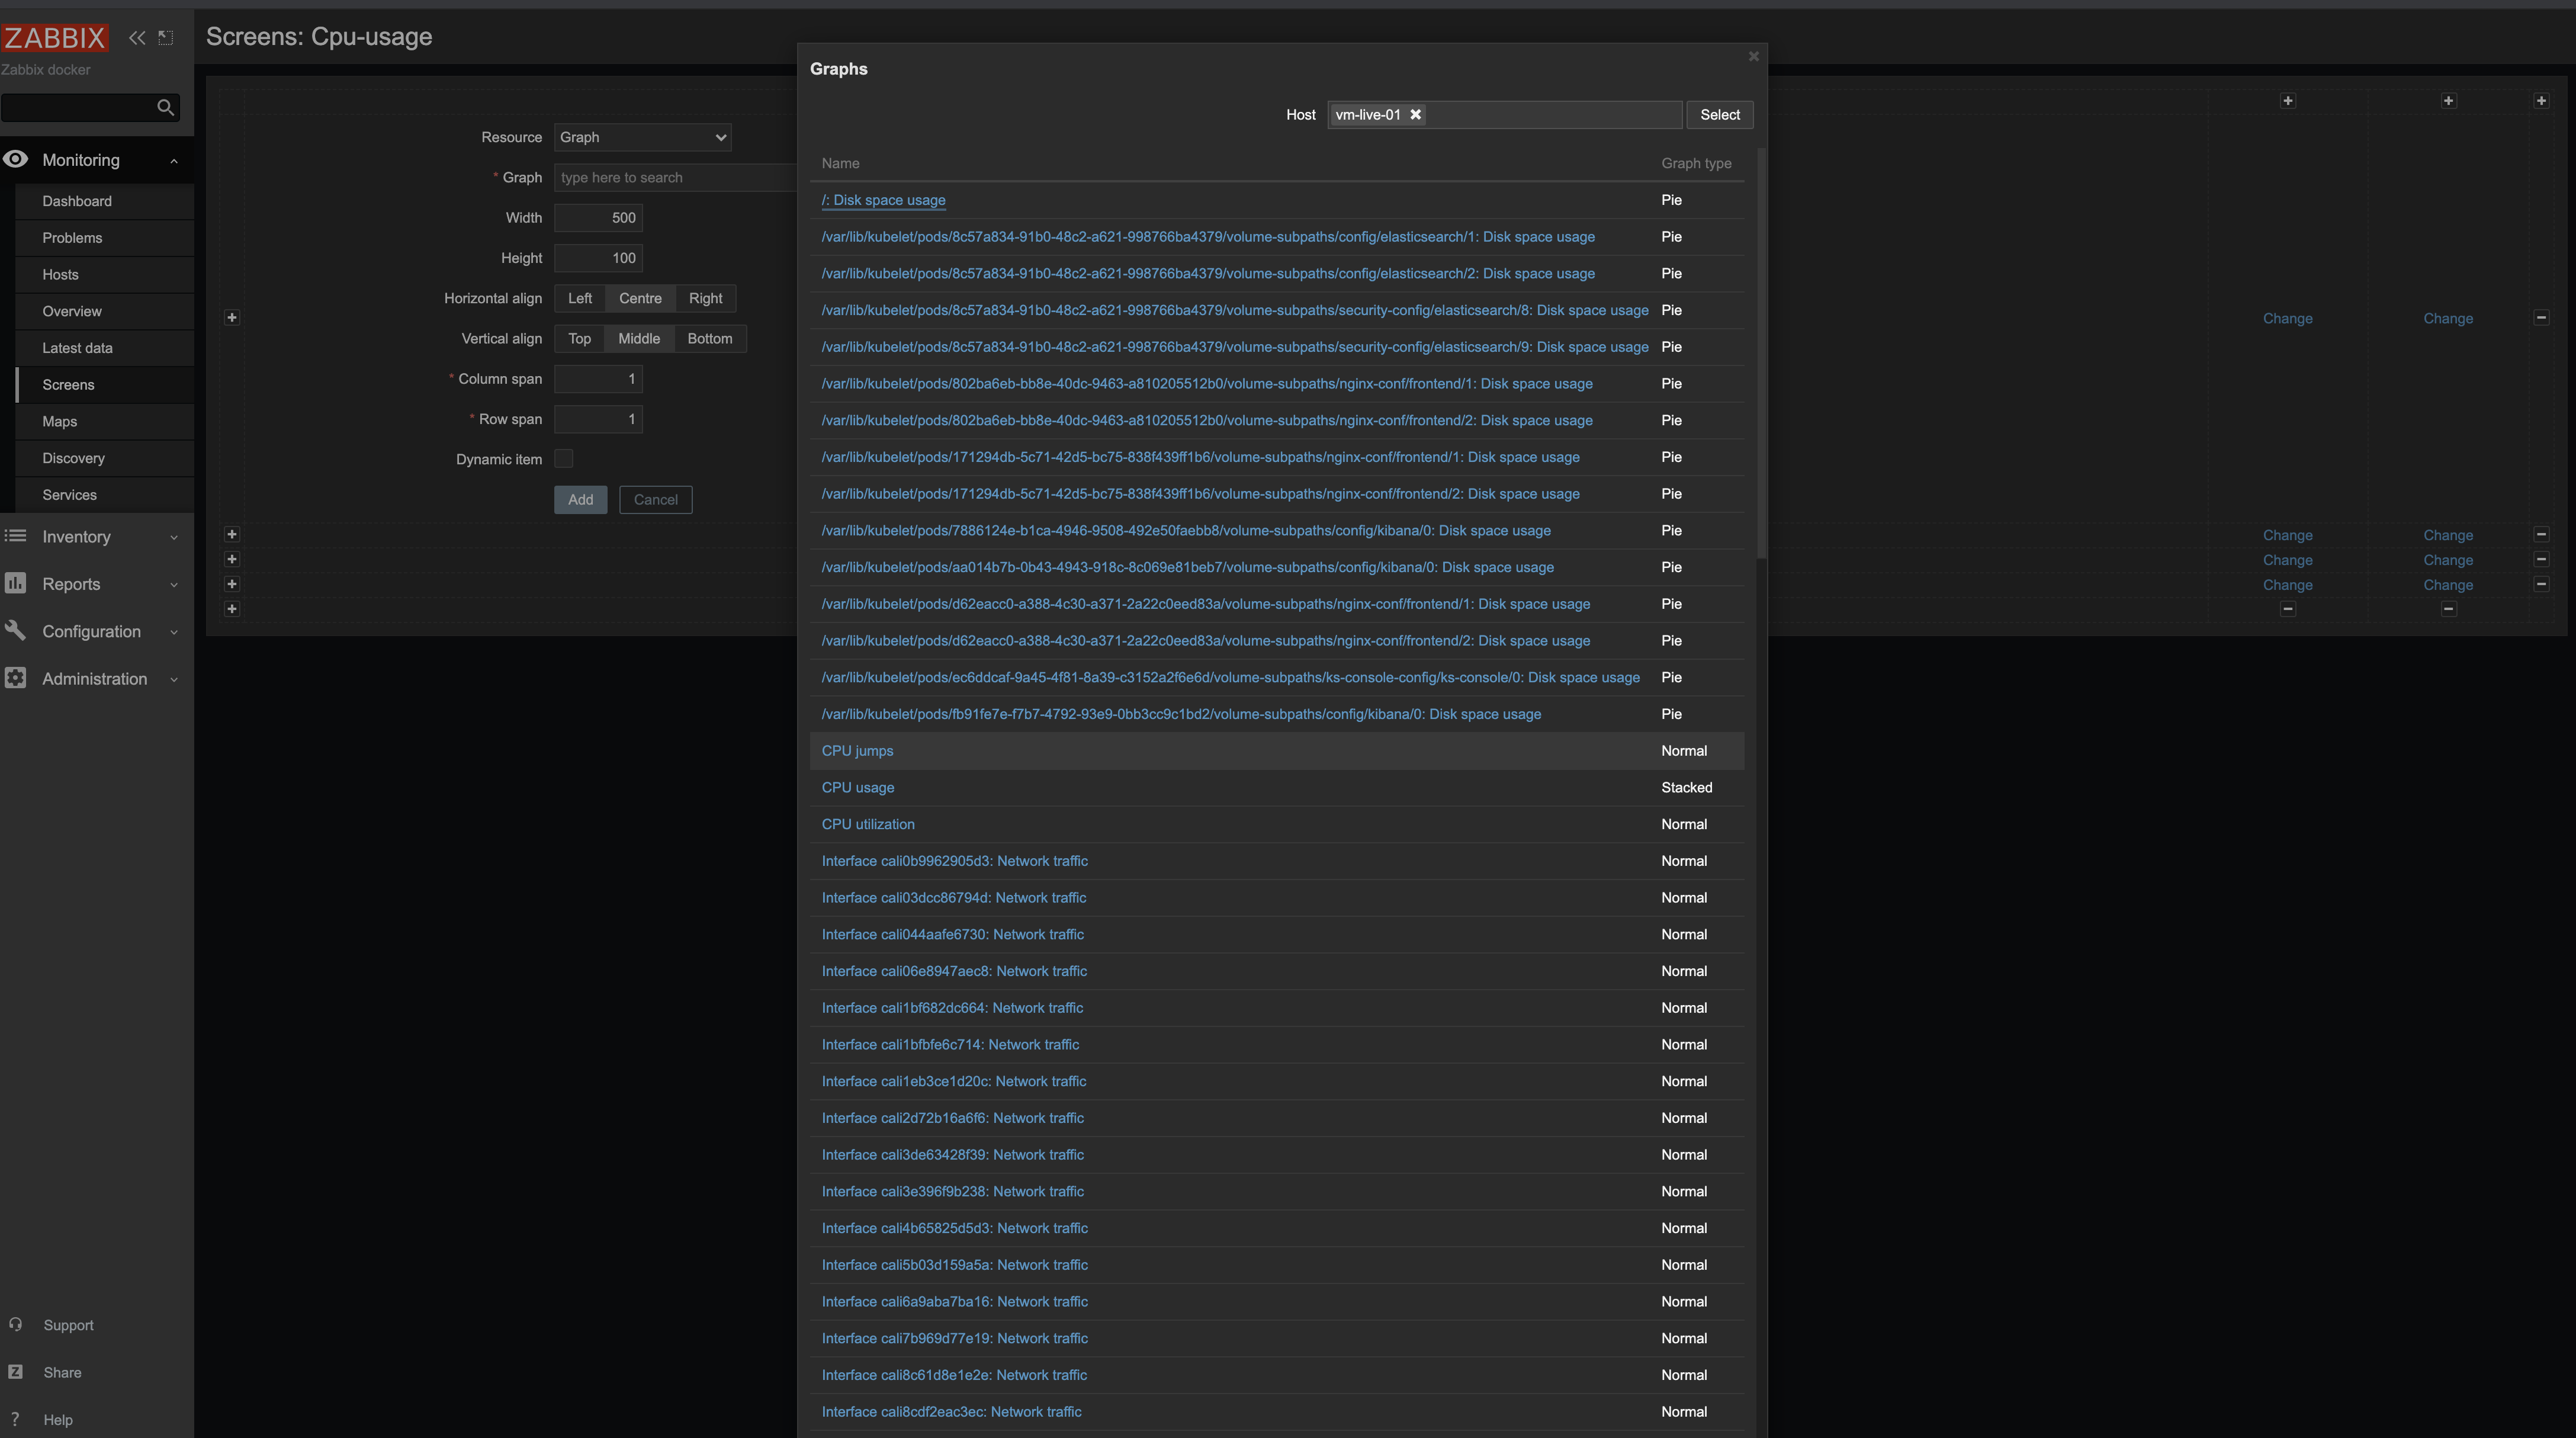 ZABBIX
Zabbix docker
Monitoring
Dashboard
Problems
Hosts
Overview
Latest data
Screens
Maps
Discovery
Services
Inventory
Reports
Configuration
Administration
Support
Share
Help
Screens: Cpu-usage
Resource Graph
* Graph type here to search
Width 500
Height 100
Horizontal align Left Centre Right
Vertical align Top Middle Bottom
* Column span 1
* Row span 1
Dynamic item
Add Cancel
Graphs
Host vm-live-01 Select
Name Graph type
/: Disk space usage Pie
/var/lib/kubelet/pods/8c57a834-91b0-48c2-a621-998766ba4379/volume-subpaths/config/elasticsearch/1: Disk space usage Pie
/var/lib/kubelet/pods/8c57a834-91b0-48c2-a621-998766ba4379/volume-subpaths/config/elasticsearch/2: Disk space usage Pie
/var/lib/kubelet/pods/8c57a834-91b0-48c2-a621-998766ba4379/volume-subpaths/security-config/elasticsearch/8: Disk space usage Pie
/var/lib/kubelet/pods/8c57a834-91b0-48c2-a621-998766ba4379/volume-subpaths/security-config/elasticsearch/9: Disk space usage Pie
/var/lib/kubelet/pods/802ba6eb-bb8e-40dc-9463-a810205512b0/volume-subpaths/nginx-conf/frontend/1: Disk space usage Pie
/var/lib/kubelet/pods/802ba6eb-bb8e-40dc-9463-a810205512b0/volume-subpaths/nginx-conf/frontend/2: Disk space usage Pie
/var/lib/kubelet/pods/171294db-5c71-42d5-bc75-838f439ff1b6/volume-subpaths/nginx-conf/frontend/1: Disk space usage Pie
/var/lib/kubelet/pods/171294db-5c71-42d5-bc75-838f439ff1b6/volume-subpaths/nginx-conf/frontend/2: Disk space usage Pie
/var/lib/kubelet/pods/7886124e-b1ca-4946-9508-492e50faebb8/volume-subpaths/config/kibana/0: Disk space usage Pie
/var/lib/kubelet/pods/aa014b7b-0b43-4943-918c-8c069e81beb7/volume-subpaths/config/kibana/0: Disk space usage Pie
/var/lib/kubelet/pods/d62eacc0-a388-4c30-a371-2a22c0eed83a/volume-subpaths/nginx-conf/frontend/1: Disk space usage Pie
/var/lib/kubelet/pods/d62eacc0-a388-4c30-a371-2a22c0eed83a/volume-subpaths/nginx-conf/frontend/2: Disk space usage Pie
/var/lib/kubelet/pods/ec6ddcaf-9a45-4f81-8a39-c3152a2f6e6d/volume-subpaths/ks-console-config/ks-console/0: Disk space usage Pie
/var/lib/kubelet/pods/fb91fe7e-f7b7-4792-93e9-0bb3cc9c1bd2/volume-subpaths/config/kibana/0: Disk space usage Pie
CPU jumps Normal
CPU usage Stacked
CPU utilization Normal
Interface cali0b9962905d3: Network traffic Normal
Interface cali03dcc86794d: Network traffic Normal
Interface cali044aafe6730: Network traffic Normal
Interface cali06e8947aec8: Network traffic Normal
Interface cali1bf682dc664: Network traffic Normal
Interface cali1bfbfe6c714: Network traffic Normal
Interface cali1eb3ce1d20c: Network traffic Normal
Interface cali2d72b16a6f6: Network traffic Normal
Interface cali3de63428f39: Network traffic Normal
Interface cali3e396f9b238: Network traffic Normal
Interface cali4b65825d5d3: Network traffic Normal
Interface cali5b03d159a5a: Network traffic Normal
Interface cali6a9aba7ba16: Network traffic Normal
Interface cali7b969d77e19: Network traffic Normal
Interface cali8c61d8e1e2e: Network traffic Normal
Interface cali8cdf2eac3ec: Network traffic Normal
Change Change
Change Change
Change Change
Change Change